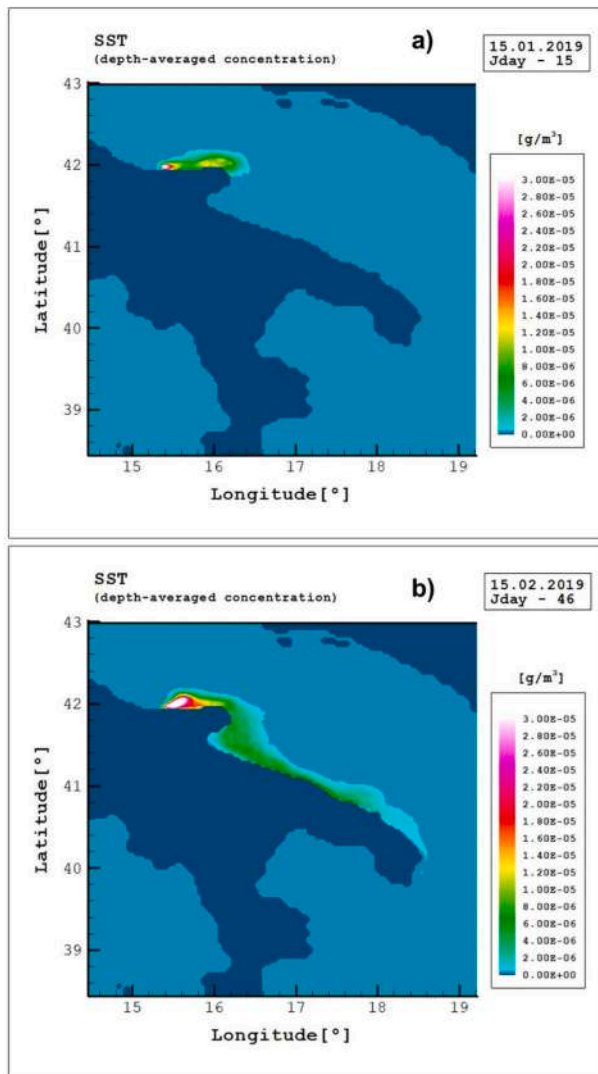 SST
(depth-averaged concentration)
a)
15.01.2019
Jday - 15
[g/m³]
43
42
41
40
39
Latitude[°]
3.00E-05
2.80E-05
2.60E-05
2.40E-05
2.20E-05
2.00E-05
1.80E-05
1.60E-05
1.40E-05
1.20E-05
1.00E-05
8.00E-06
6.00E-06
4.00E-06
2.00E-06
0.00E+00
15 16 17 18 19
Longitude[°]
SST
(depth-averaged concentration)
b)
15.02.2019
Jday - 46
[g/m³]
43
42
41
40
39
Latitude[°]
3.00E-05
2.80E-05
2.60E-05
2.40E-05
2.20E-05
2.00E-05
1.80E-05
1.60E-05
1.40E-05
1.20E-05
1.00E-05
8.00E-06
6.00E-06
4.00E-06
2.00E-06
0.00E+00
15 16 17 18 19
Longitude[°]